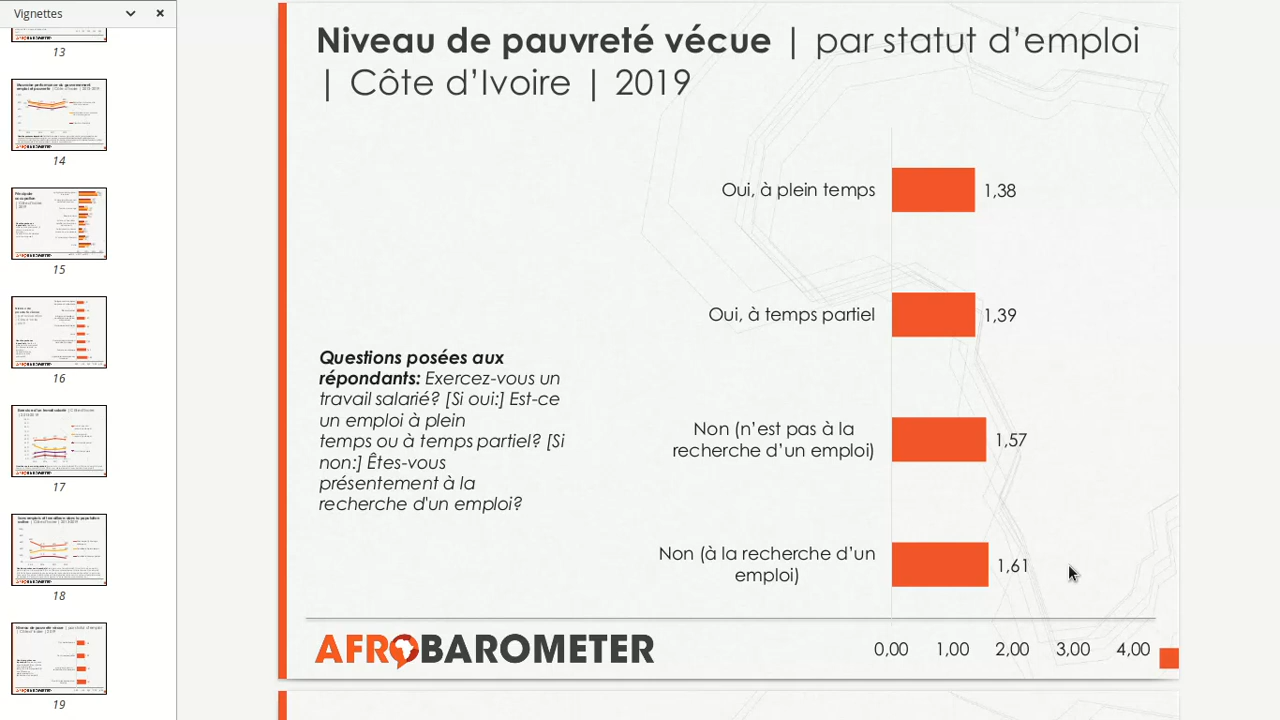 Vignettes
13
14
15
16
17
18
19
Niveau de pauvreté vécue | par statut d’emploi
| Côte d’Ivoire | 2019
Oui, à plein temps
1,38
Oui, à temps partiel
1,39
Questions posées aux
répondants: Exercez-vous un
travail salarié? [Si oui:] Est-ce
un emploi à plein
temps ou à temps partiel? [Si
non:] Êtes-vous
présentement à la
recherche d'un emploi?
Non (n’est pas à la
recherche d’un emploi)
1,57
Non (à la recherche d’un
emploi)
1,61
AFROBAROMETER
0,00 1,00 2,00 3,00 4,00